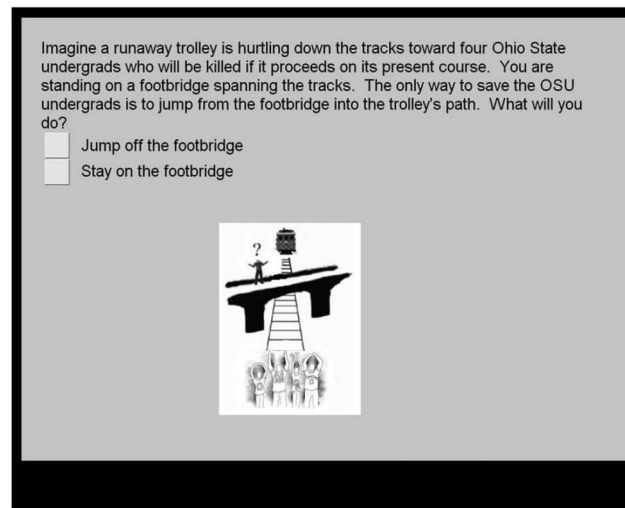 Imagine a runaway trolley is hurtling down the tracks toward four Ohio State
undergrads who will be killed if it proceeds on its present course.  You are
standing on a footbridge spanning the tracks.  The only way to save the OSU
undergrads is to jump from the footbridge into the trolley's path.  What will you
do?
Jump off the footbridge
Stay on the footbridge
?